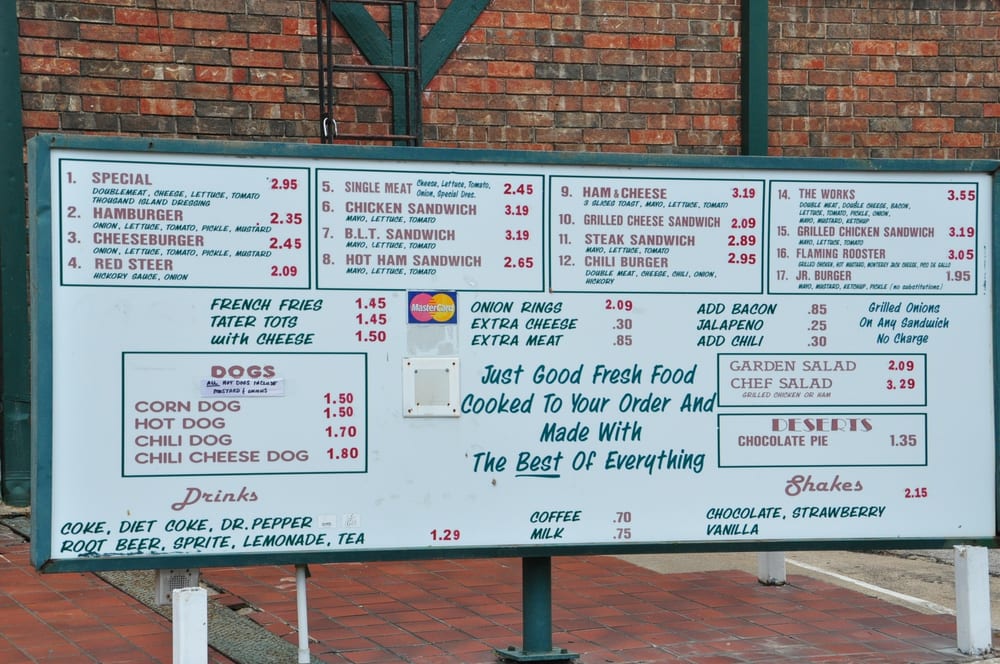 1. SPECIAL 2.95
DOUBLEMEAT, CHEESE, LETTUCE, TOMATO
THOUSAND ISLAND DRESSING
2. HAMBURGER 2.35
ONION, LETTUCE, TOMATO, PICKLE, MUSTARD
3. CHEESEBURGER 2.45
ONION, LETTUCE, TOMATO, PICKLE, MUSTARD
4. RED STEER 2.09
HICKORY SAUCE, ONION
5. SINGLE MEAT Cheese, Lettuce, Tomato, 2.45
Onion, Special Dres.
6. CHICKEN SANDWICH 3.19
MAYO, LETTUCE, TOMATO
7. B.L.T. SANDWICH 3.19
MAYO, LETTUCE, TOMATO
8. HOT HAM SANDWICH 2.65
MAYO, LETTUCE, TOMATO
9. HAM & CHEESE 3.19
3 SLICES TOAST, MAYO, LETTUCE, TOMATO
10. GRILLED CHEESE SANDWICH 2.09
11. STEAK SANDWICH 2.89
MAYO, LETTUCE, TOMATO
12. CHILI BURGER 2.95
DOUBLE MEAT, CHEESE, CHILI, ONION,
HICKORY
14. THE WORKS 3.55
DOUBLE MEAT, DOUBLE CHEESE, BACON,
LETTUCE, TOMATO, PICKLE, ONION,
MAYO, MUSTARD, KETCHUP
15. GRILLED CHICKEN SANDWICH 3.19
MAYO, LETTUCE, TOMATO
16. FLAMING ROOSTER 3.05
GRILLED CHICKEN, HOT MUSTARD, MONTEREY JACK CHEESE, PICO DE GALLO
17. JR. BURGER 1.95
MAYO, MUSTARD, KETCHUP, PICKLE (no substitutions)
FRENCH FRIES 1.45
TATER TOTS 1.45
with CHEESE 1.50
MasterCard
ONION RINGS 2.09
EXTRA CHEESE .30
EXTRA MEAT .85
ADD BACON .85
JALAPENO .25
ADD CHILI .30
Grilled Onions
On Any Sandwich
No Charge
DOGS
ALL HOT DOGS INCLUDE
MUSTARD & ONIONS
CORN DOG 1.50
HOT DOG 1.50
CHILI DOG 1.70
CHILI CHEESE DOG 1.80
Just Good Fresh Food
Cooked To Your Order And
Made With
The Best Of Everything
GARDEN SALAD 2.09
CHEF SALAD 3.29
GRILLED CHICKEN OR HAM
DESERTS
CHOCOLATE PIE 1.35
Drinks
COKE, DIET COKE, DR. PEPPER
ROOT BEER, SPRITE, LEMONADE, TEA 1.29
COFFEE .70
MILK .75
Shakes 2.15
CHOCOLATE, STRAWBERRY
VANILLA